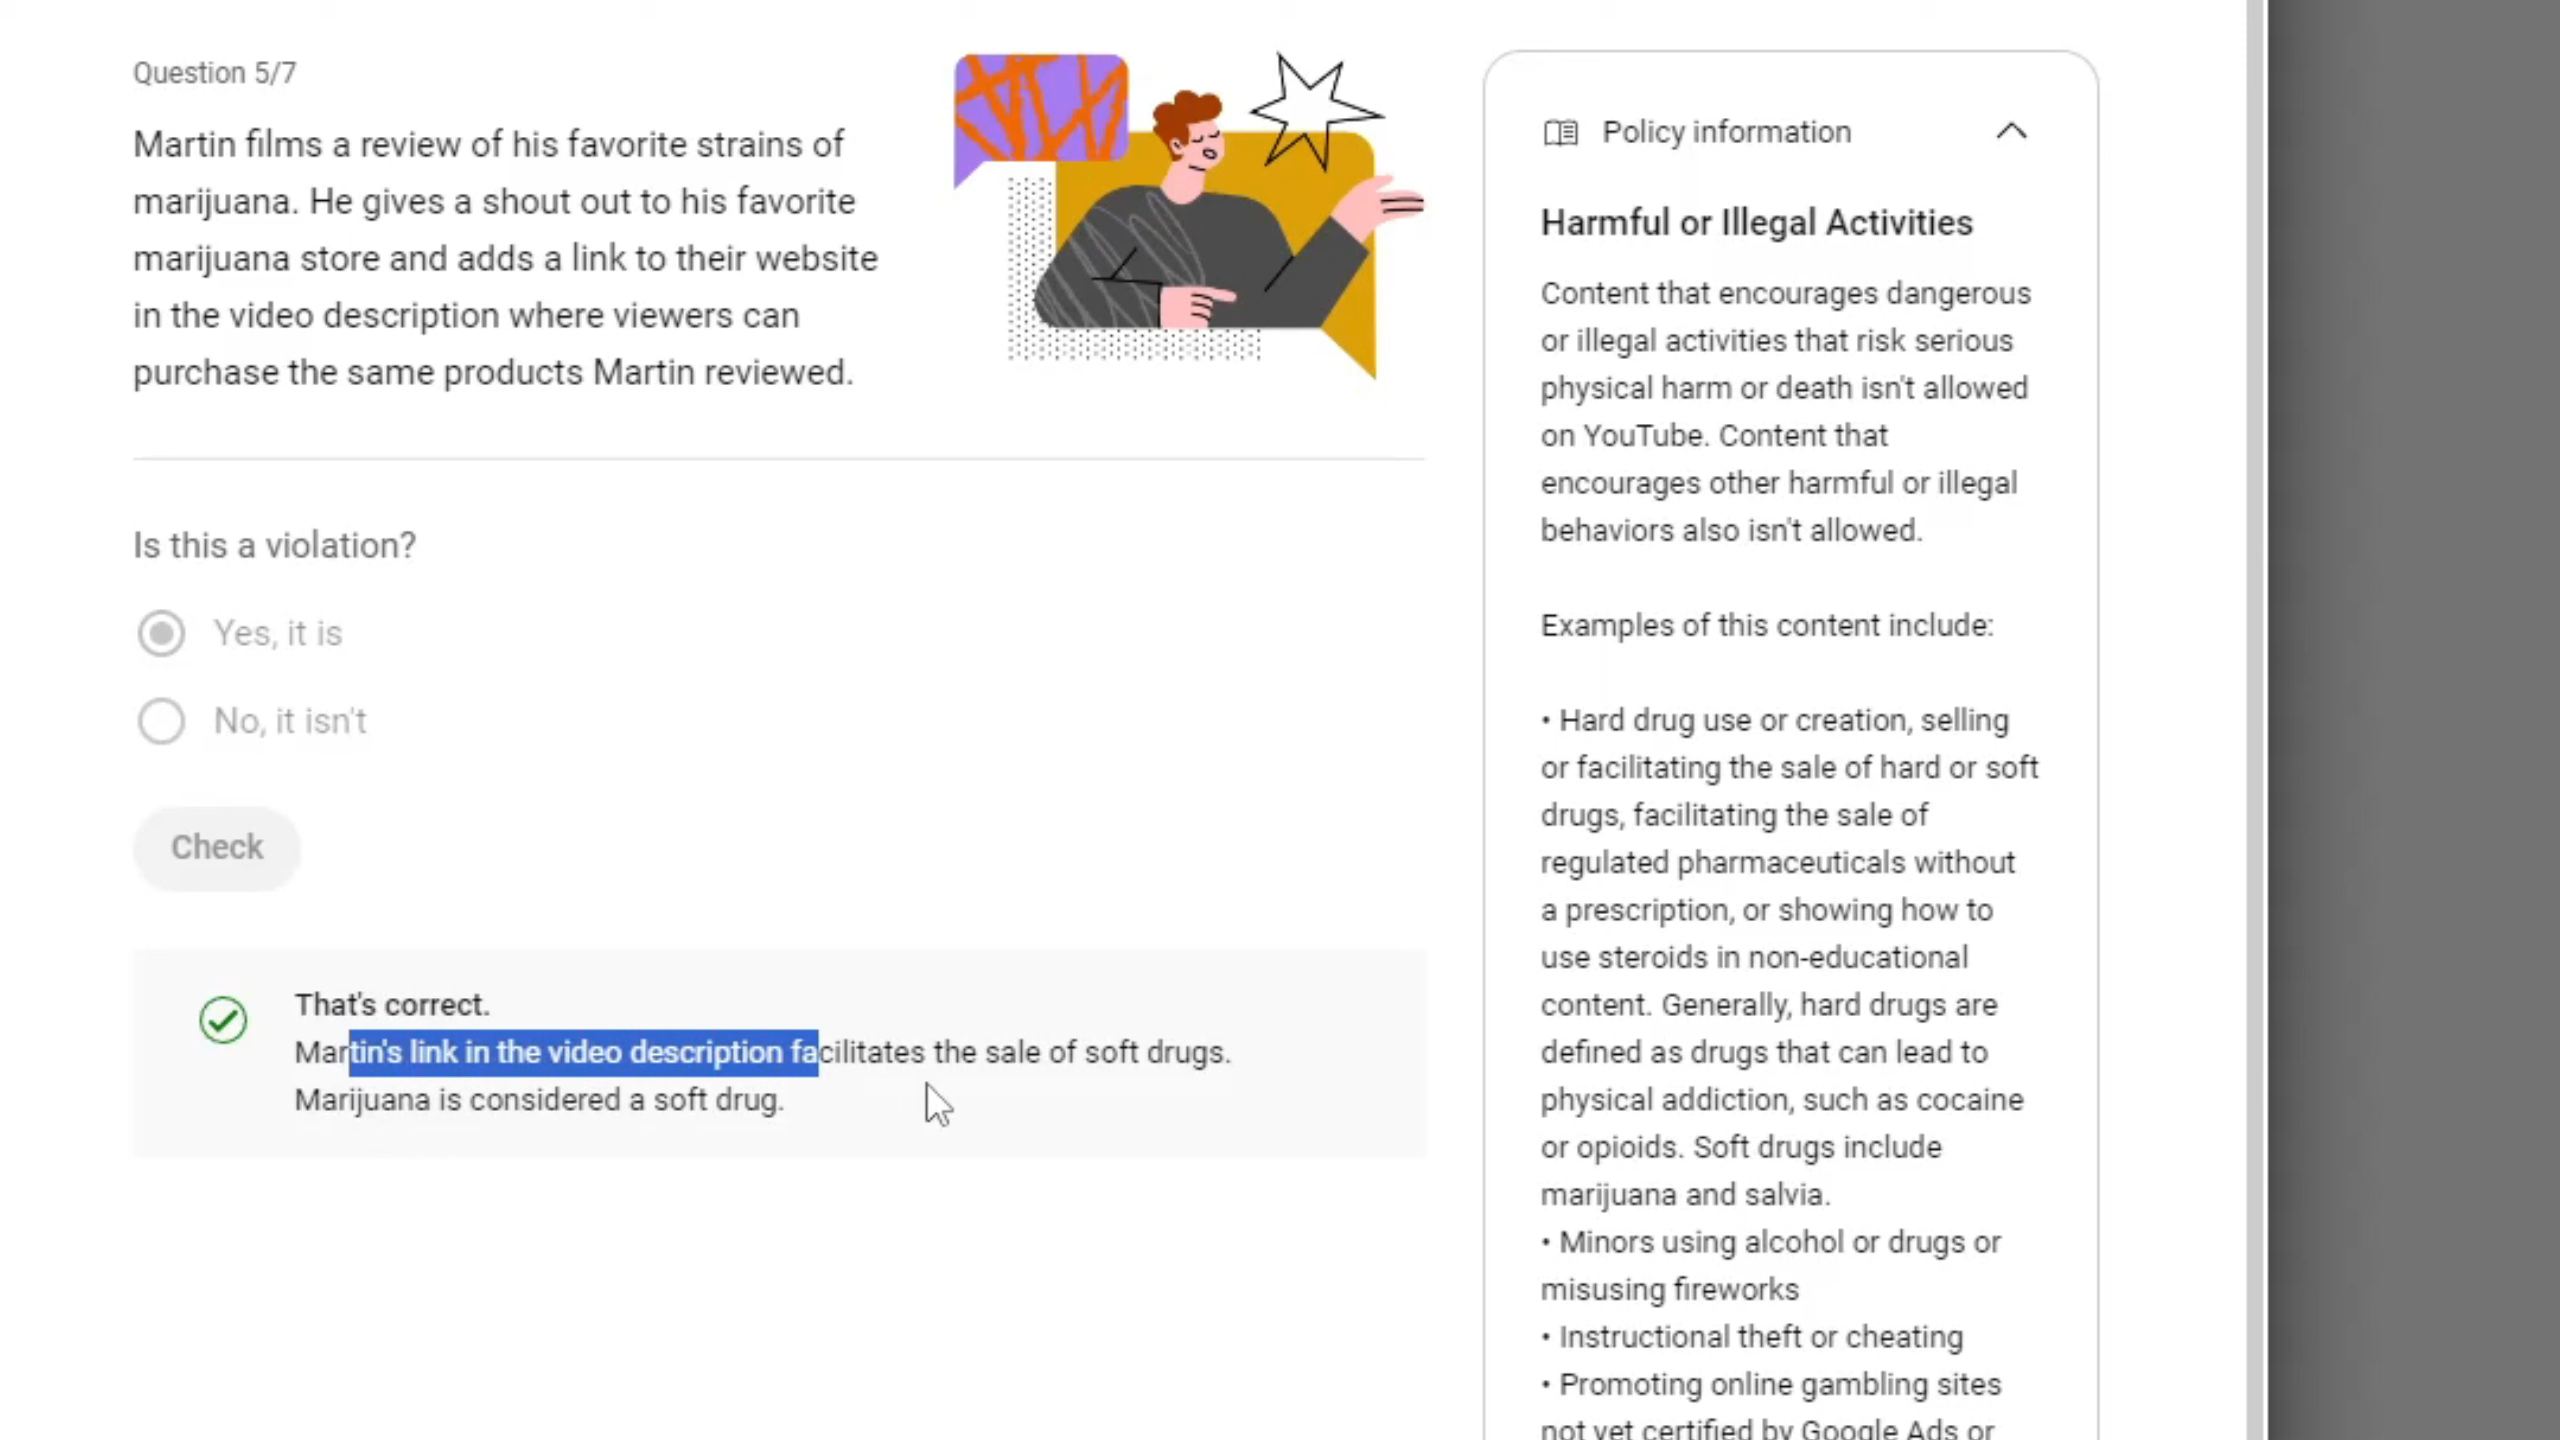 Question 5/7
Martin films a review of his favorite strains of
marijuana. He gives a shout out to his favorite
marijuana store and adds a link to their website
in the video description where viewers can
purchase the same products Martin reviewed.
Is this a violation?
Yes, it is
No, it isn't
Check
That's correct.
Martin's link in the video description facilitates the sale of soft drugs.
Marijuana is considered a soft drug.
Policy information
Harmful or Illegal Activities
Content that encourages dangerous
or illegal activities that risk serious
physical harm or death isn't allowed
on YouTube. Content that
encourages other harmful or illegal
behaviors also isn't allowed.
Examples of this content include:
• Hard drug use or creation, selling
or facilitating the sale of hard or soft
drugs, facilitating the sale of
regulated pharmaceuticals without
a prescription, or showing how to
use steroids in non-educational
content. Generally, hard drugs are
defined as drugs that can lead to
physical addiction, such as cocaine
or opioids. Soft drugs include
marijuana and salvia.
• Minors using alcohol or drugs or
misusing fireworks
• Instructional theft or cheating
• Promoting online gambling sites
not yet certified by Google Ads or